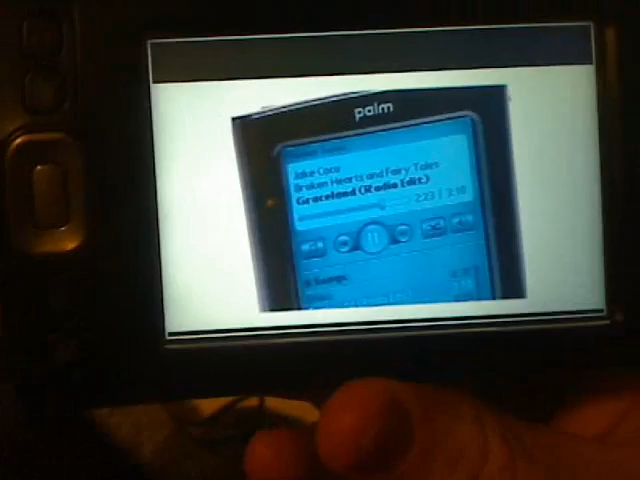 palm
Jake Coco
Broken Hearts and Fairy Tales
Graceland (Radio Edit)
2:23 | 3:10